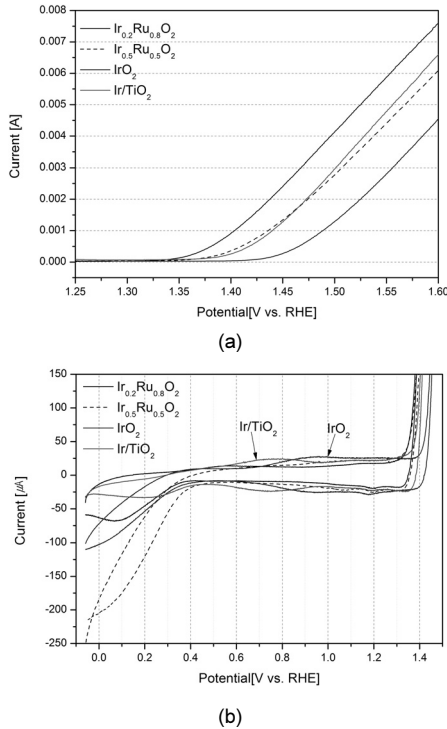 0.008
0.007
0.006
0.005
0.004
0.003
0.002
0.001
0.000
Current [A]
Ir0.2Ru0.8O2
Ir0.5Ru0.5O2
IrO2
Ir/TiO2
1.25 1.30 1.35 1.40 1.45 1.50 1.55 1.60
Potential[V vs. RHE]
(a)
150
100
50
0
-50
-100
-150
-200
-250
Current [μA]
Ir0.2Ru0.8O2
Ir0.5Ru0.5O2
IrO2
Ir/TiO2
Ir/TiO2 IrO2
0.0 0.2 0.4 0.6 0.8 1.0 1.2 1.4
Potential[V vs. RHE]
(b)